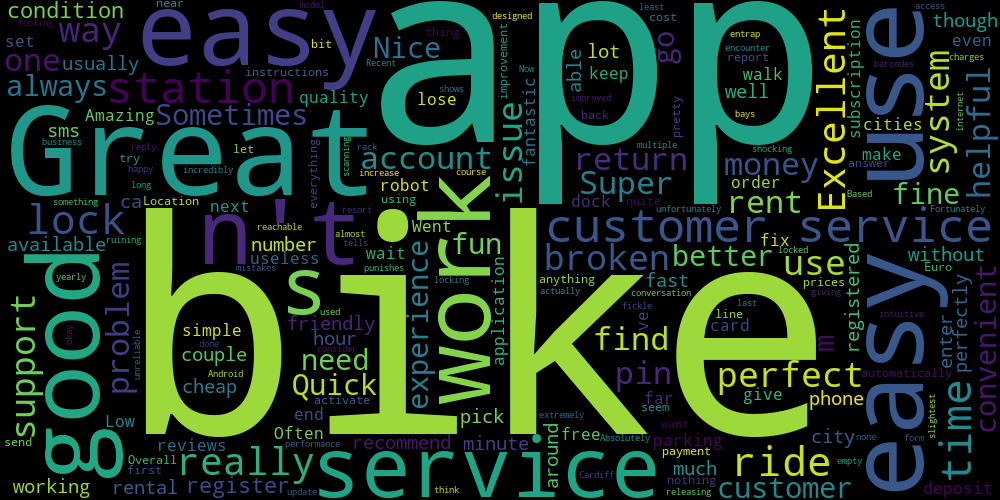 condition
near
model
easy
app
set
fooling
way
bit
Nice
thing
Recent
one
usually
instructions
always
station
quality
Amazing
Sometimes
Great
sms
business
reply
try
happy
incredibly
let
rack
long
scanning
everything
increase
course
lose
shows
able
lot
keep
designed
Now
improvement
fantastic
improved
barcodes
back
go
least
cost
pretty
entrap
encounter
report
walk
well
bays
multiple
shocking
Excellent
subscription
use
access
though
even
charges
system
internet
cities
make
helpful
answer
Based
account
robot
using
issue
return
Super
dock
quite
money
order
rent
fine
unfortunately
Fortunately
lock
ca
Location
next
n't
resort
reachable
almost
tells
work
Went
customer service
available
something
ruining
number
useless
mistakes
wait
punishes
locking
fun
broken
better
fix
locked
without
Euro
good
yearly
okay
problem
unreliable
support
bike
s
used
experience
application
anything
actually
fast
conversation
use
prices
giving
registered
easy
intuitive
simple
done
couple
Android
cheap
friendly
hour
consider
need
Quick
activate
find
ve
fickle
last
line
card
pin
perfect
give
m
phone
enter
perfectly
automatically
convenient
time
Low
reviews
end
Often
performance
pick
far
seem
extremely
Absolutely
want
parking
payment
nothing
releasing
city
none
form
slightest
send
working
Overall
first
rental
register
really
recommend
update
minute
think
service
Cardiff
around
free
much
ride
customer
empty
deposit